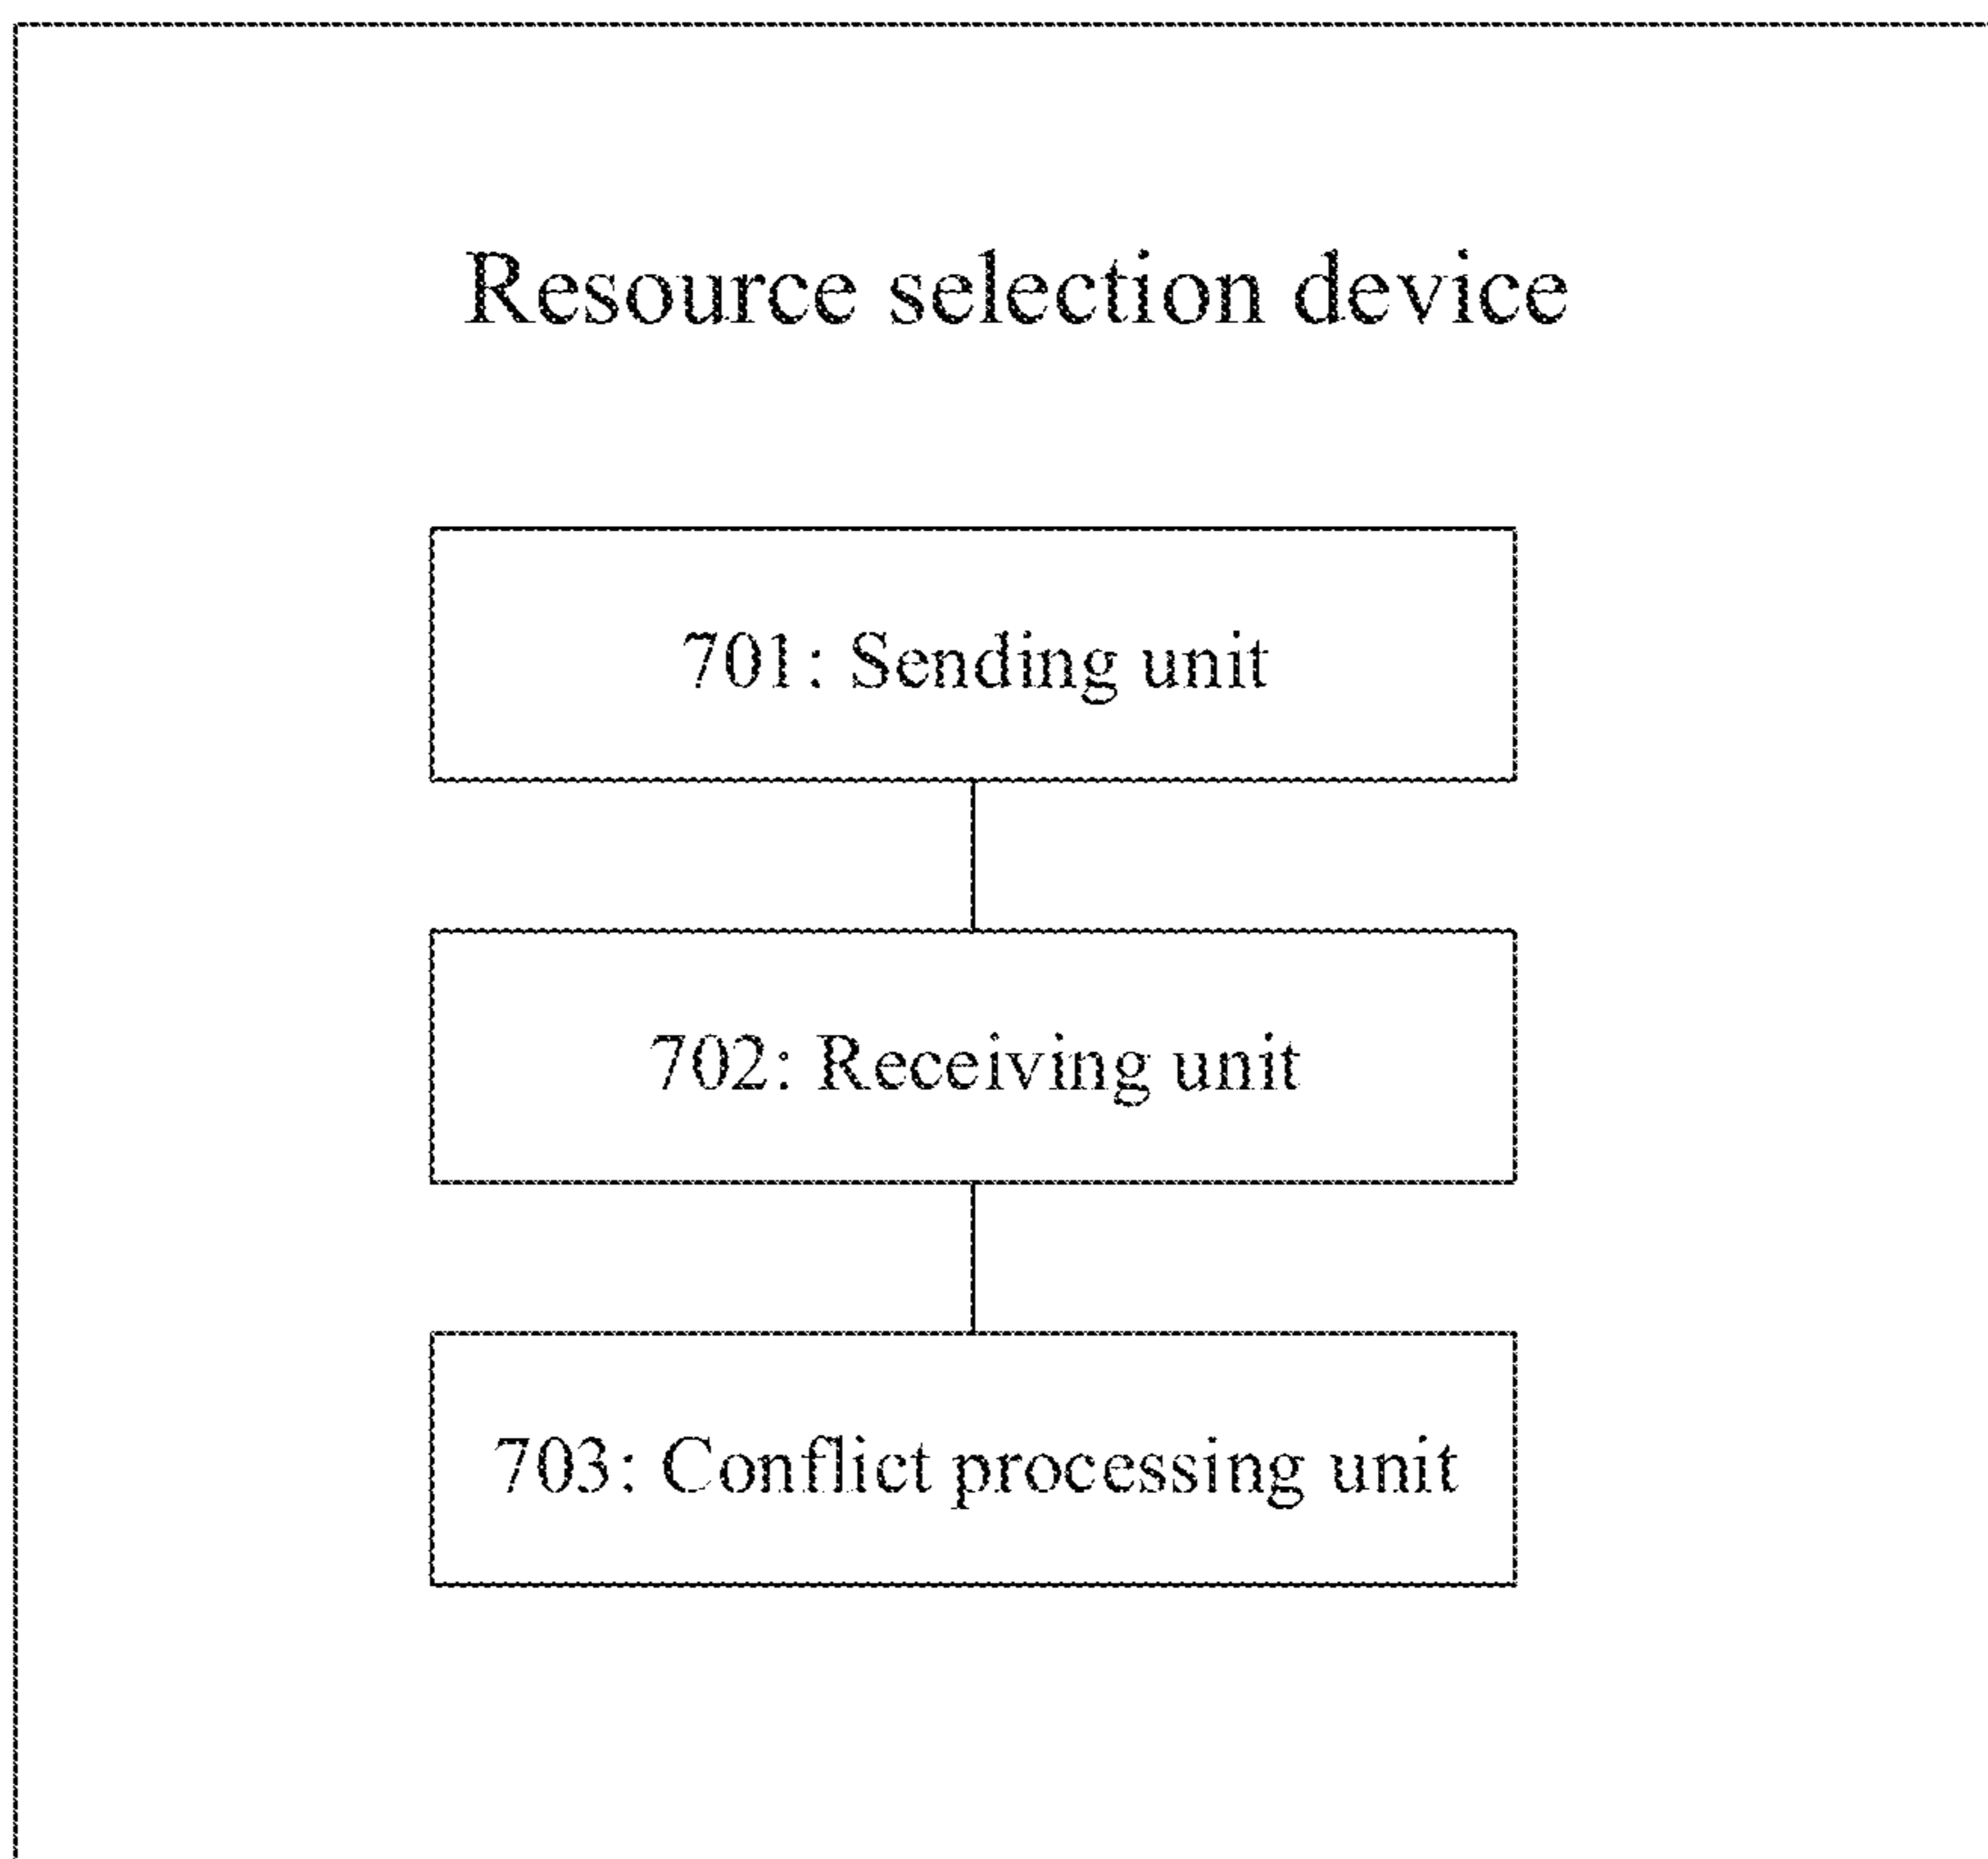 Resource selection device
701: Sending unit
702: Receiving unit
703: Conflict processing unit